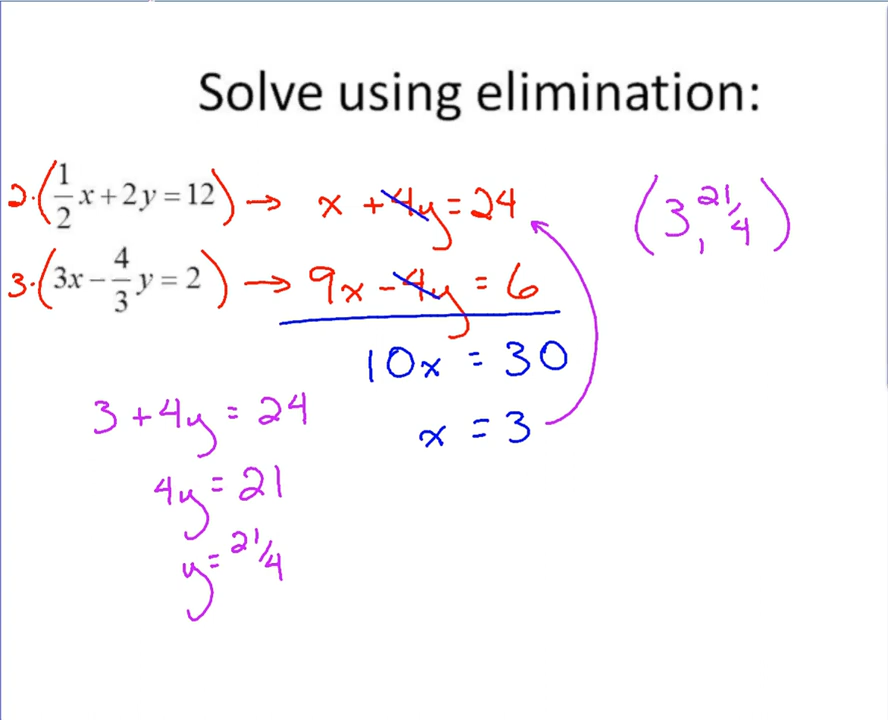 Solve using elimination:
2·(1/2x + 2y = 12) → x + 4y = 24
(3, 21/4)
3·(3x − 4/3y = 2) → 9x − 4y = 6
10x = 30
x = 3
3 + 4y = 24
4y = 21
y = 21/4